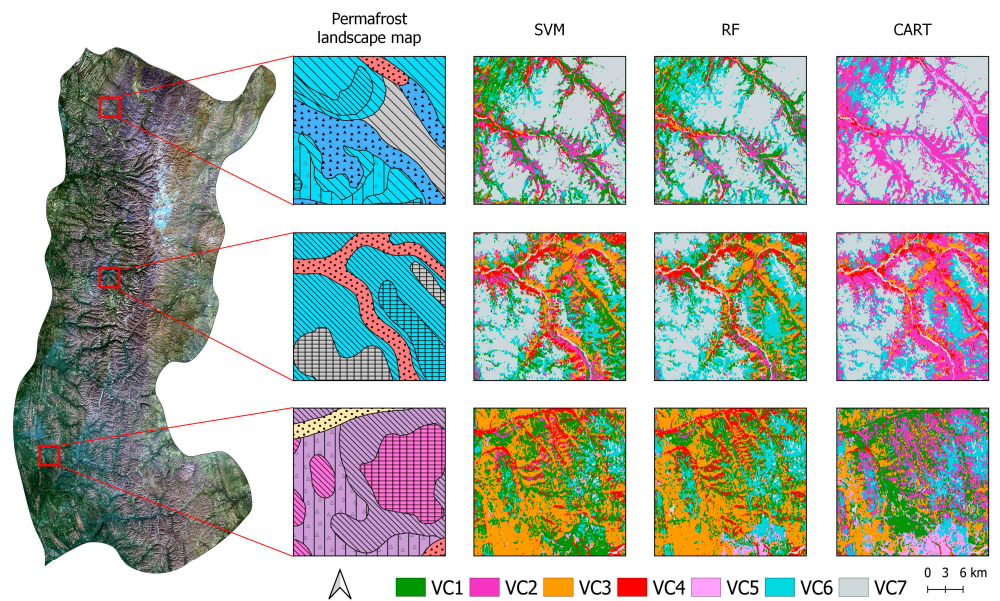 Permafrost
landscape map
SVM
RF
CART
VC1 VC2 VC3 VC4 VC5 VC6 VC7
0 3 6 km